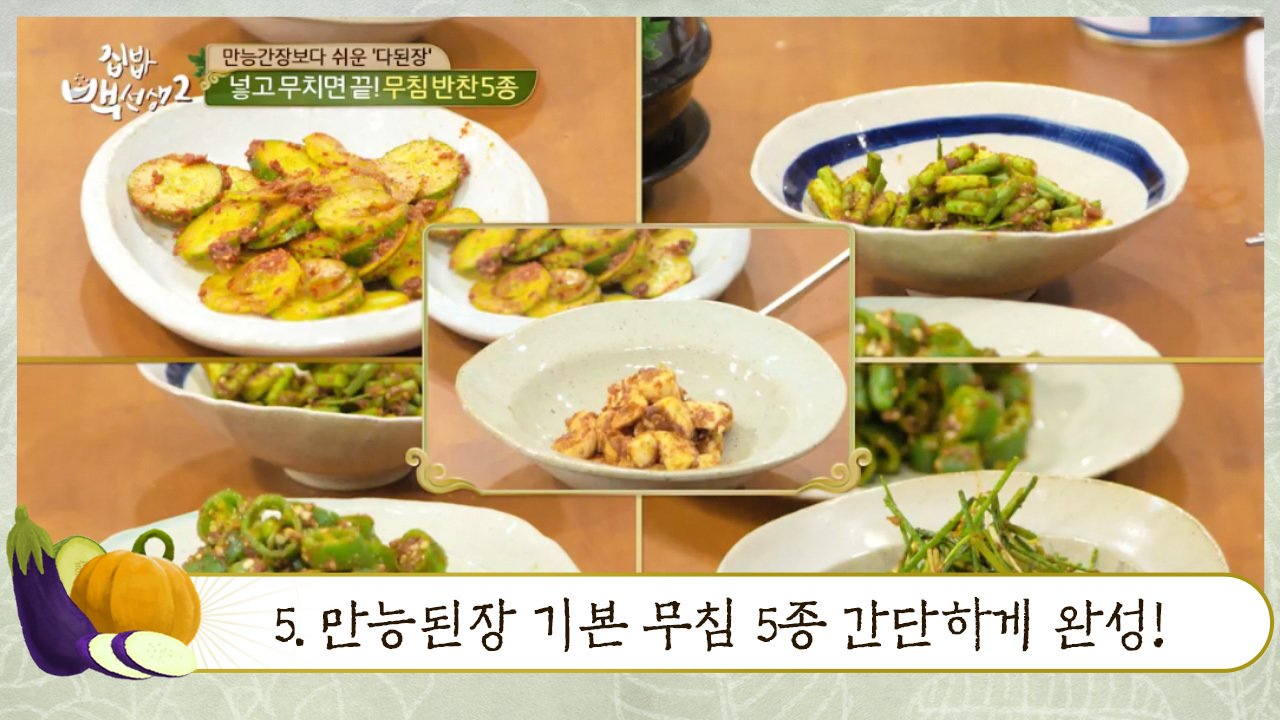 집밥
백선생2
만능간장보다 쉬운 '다된장'
넣고 무치면 끝! 무침 반찬 5종
5. 만능된장 기본 무침 5종 간단하게 완성!